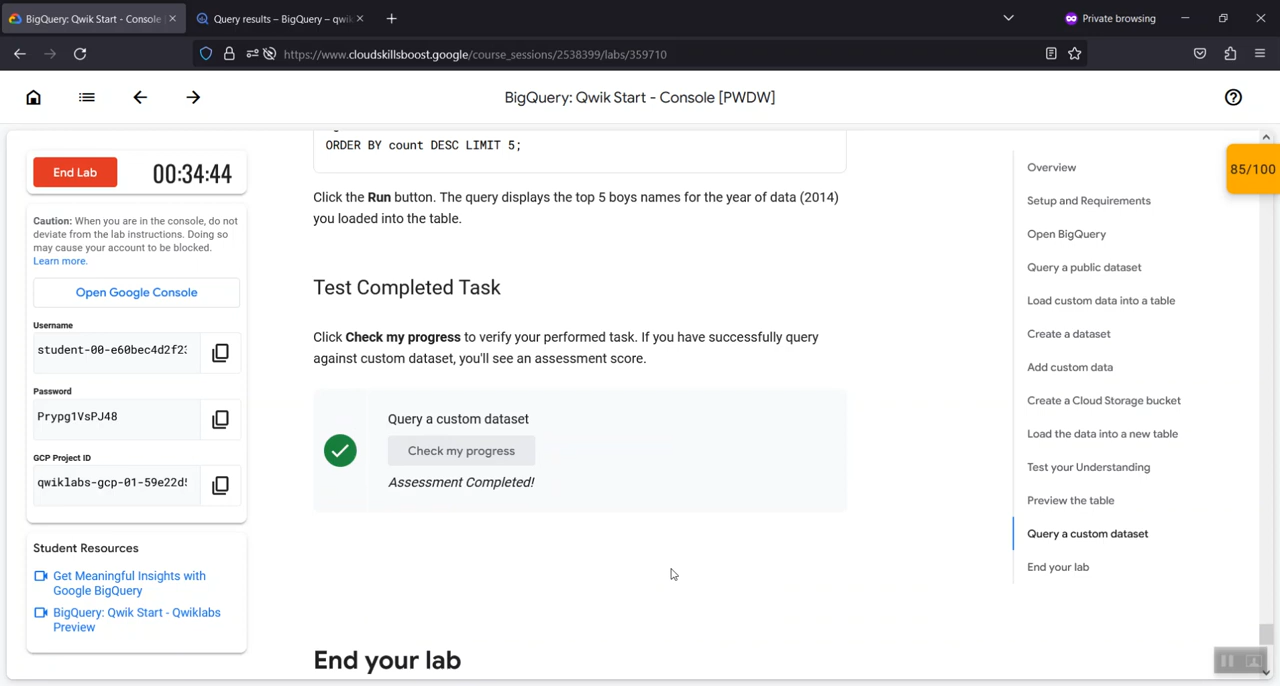 BigQuery: Qwik Start - Console
Query results – BigQuery – qwik
Private browsing
https://www.cloudskillsboost.google/course_sessions/2538399/labs/359710
BigQuery: Qwik Start - Console [PWDW]
End Lab
00:34:44
Caution: When you are in the console, do not
deviate from the lab instructions. Doing so
may cause your account to be blocked.
Learn more.
Open Google Console
Username
student-00-e60bec4d2f23
Password
Prypg1VsPJ48
GCP Project ID
qwiklabs-gcp-01-59e22d5
Student Resources
Get Meaningful Insights with
Google BigQuery
BigQuery: Qwik Start - Qwiklabs
Preview
ORDER BY count DESC LIMIT 5;
Click the Run button. The query displays the top 5 boys names for the year of data (2014)
you loaded into the table.
Test Completed Task
Click Check my progress to verify your performed task. If you have successfully query
against custom dataset, you'll see an assessment score.
Query a custom dataset
Check my progress
Assessment Completed!
End your lab
Overview
Setup and Requirements
Open BigQuery
Query a public dataset
Load custom data into a table
Create a dataset
Add custom data
Create a Cloud Storage bucket
Load the data into a new table
Test your Understanding
Preview the table
Query a custom dataset
End your lab
85/100